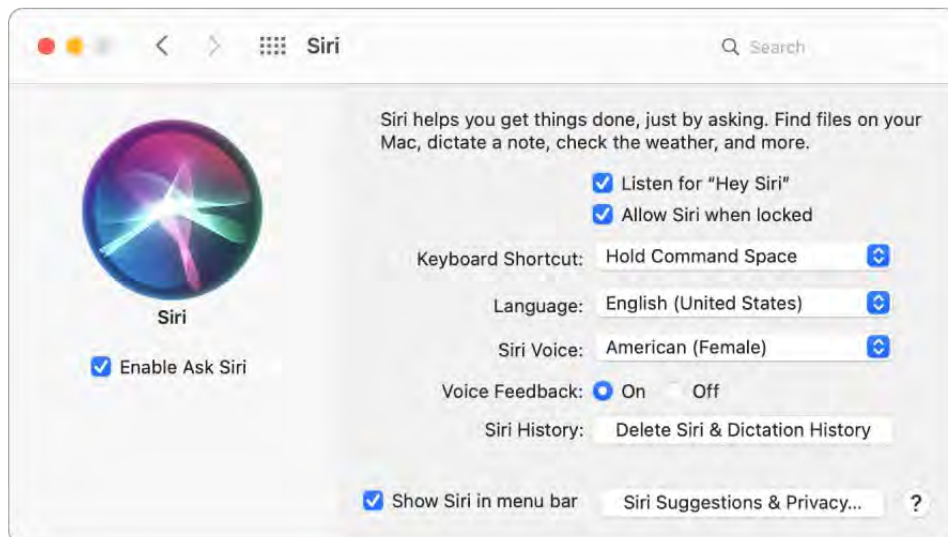 Siri
Search
Siri helps you get things done, just by asking. Find files on your
Mac, dictate a note, check the weather, and more.
Listen for “Hey Siri”
Allow Siri when locked
Keyboard Shortcut: Hold Command Space
Language: English (United States)
Siri Voice: American (Female)
Voice Feedback: On Off
Siri History: Delete Siri & Dictation History
Siri
Enable Ask Siri
Show Siri in menu bar Siri Suggestions & Privacy... ?